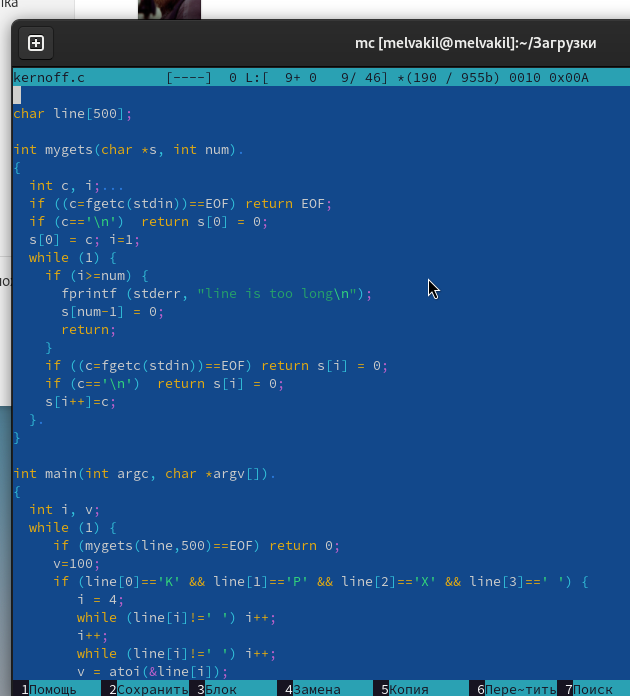 лка
mc [melvakil@melvakil]:~/Загрузки
kernoff.c          [----]  0 L:[  9+ 0   9/ 46] *(190 / 955b) 0010 0x00A
char line[500];
int mygets(char *s, int num).
{
  int c, i;...
  if ((c=fgetc(stdin))==EOF) return EOF;
  if (c=='\n')  return s[0] = 0;
  s[0] = c; i=1;
  while (1) {
    if (i>=num) {
      fprintf (stderr, "line is too long\n");
      s[num-1] = 0;
      return;
    }
    if ((c=fgetc(stdin))==EOF) return s[i] = 0;
    if (c=='\n')  return s[i] = 0;
    s[i++]=c;
  }.
}
int main(int argc, char *argv[]).
{
  int i, v;
  while (1) {
     if (mygets(line,500)==EOF) return 0;
     v=100;
     if (line[0]=='K' && line[1]=='P' && line[2]=='X' && line[3]==' ') {
        i = 4;
        while (line[i]!=' ') i++;
        i++;
        while (line[i]!=' ') i++;
        v = atoi(&line[i]);
1Помощь   2Сохранить 3Блок      4Замена    5Копия      6Пере~тить 7Поиск